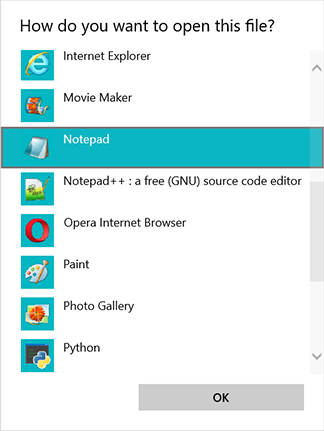 How do you want to open this file?
Internet Explorer
Movie Maker
Notepad
Notepad++ : a free (GNU) source code editor
Opera Internet Browser
Paint
Photo Gallery
Python
OK